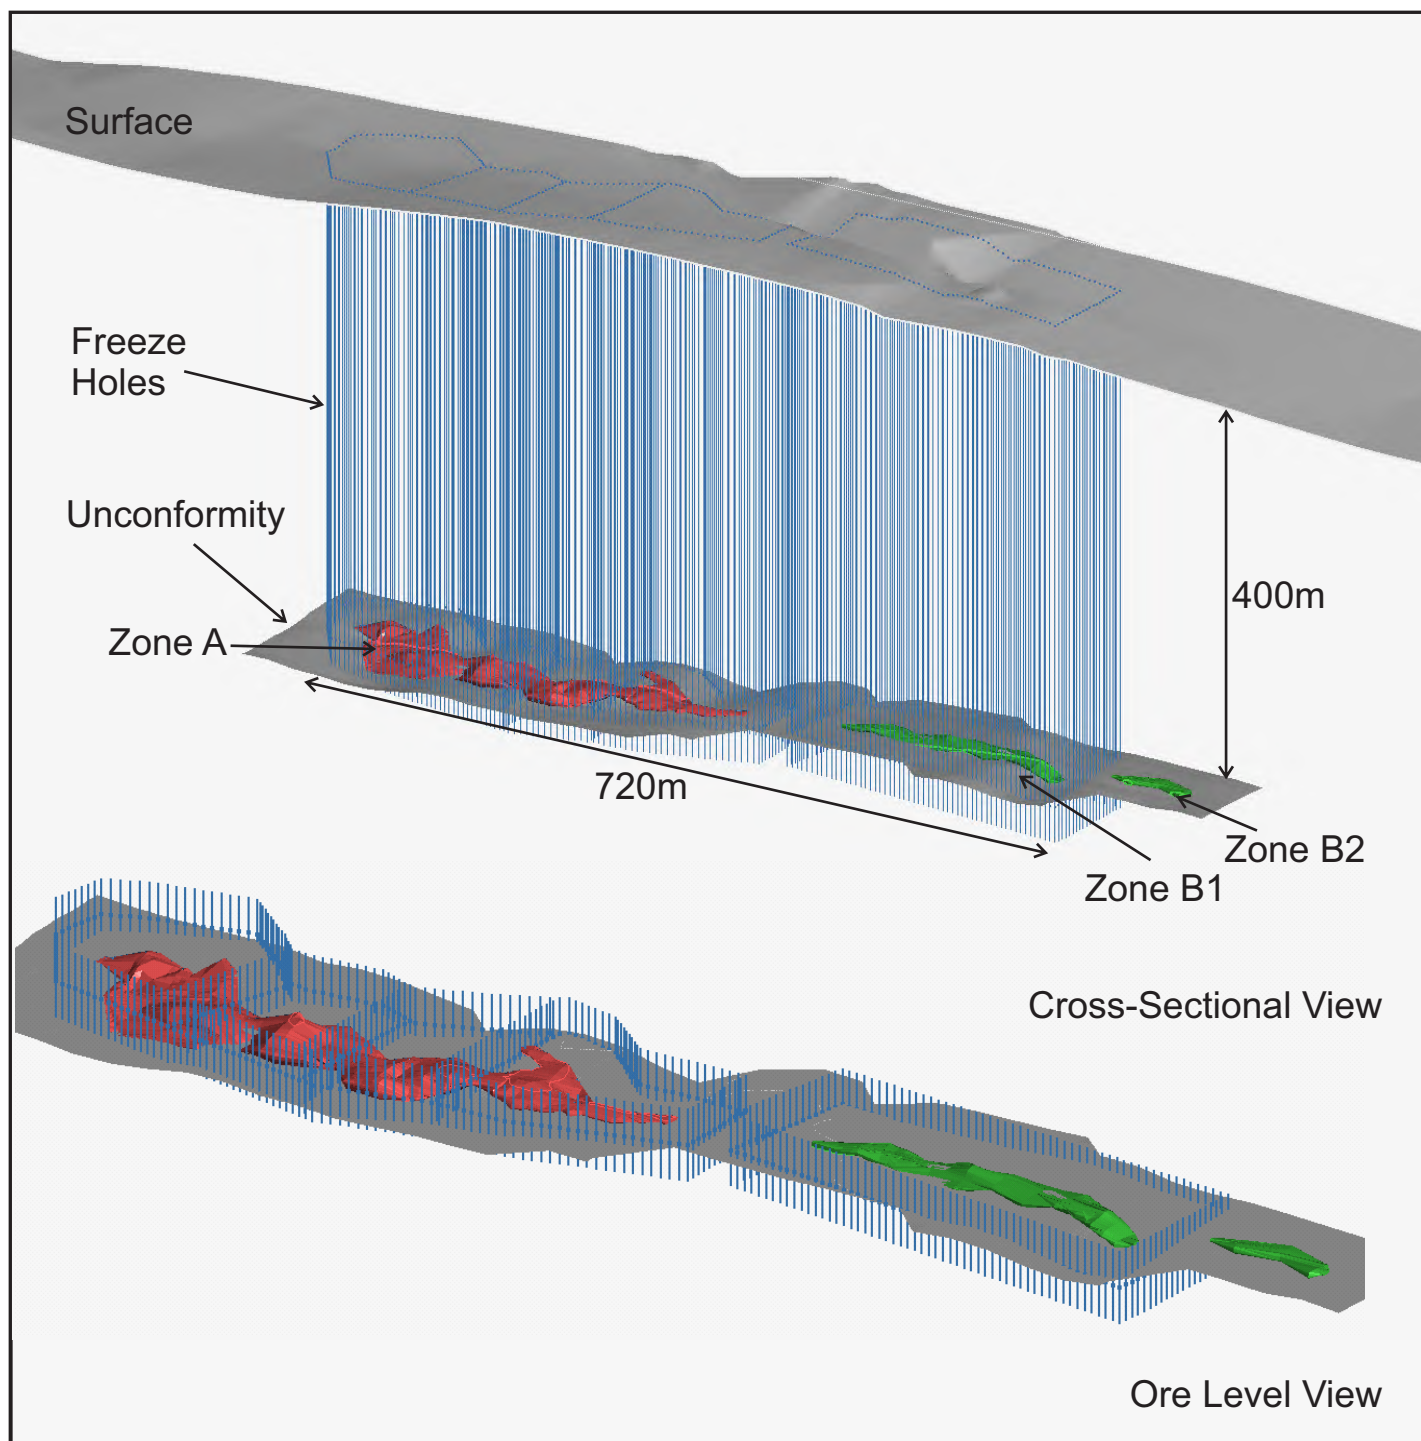 Surface
Freeze
Holes
Unconformity
Zone A
400m
720m
Zone B2
Zone B1
Cross-Sectional View
Ore Level View